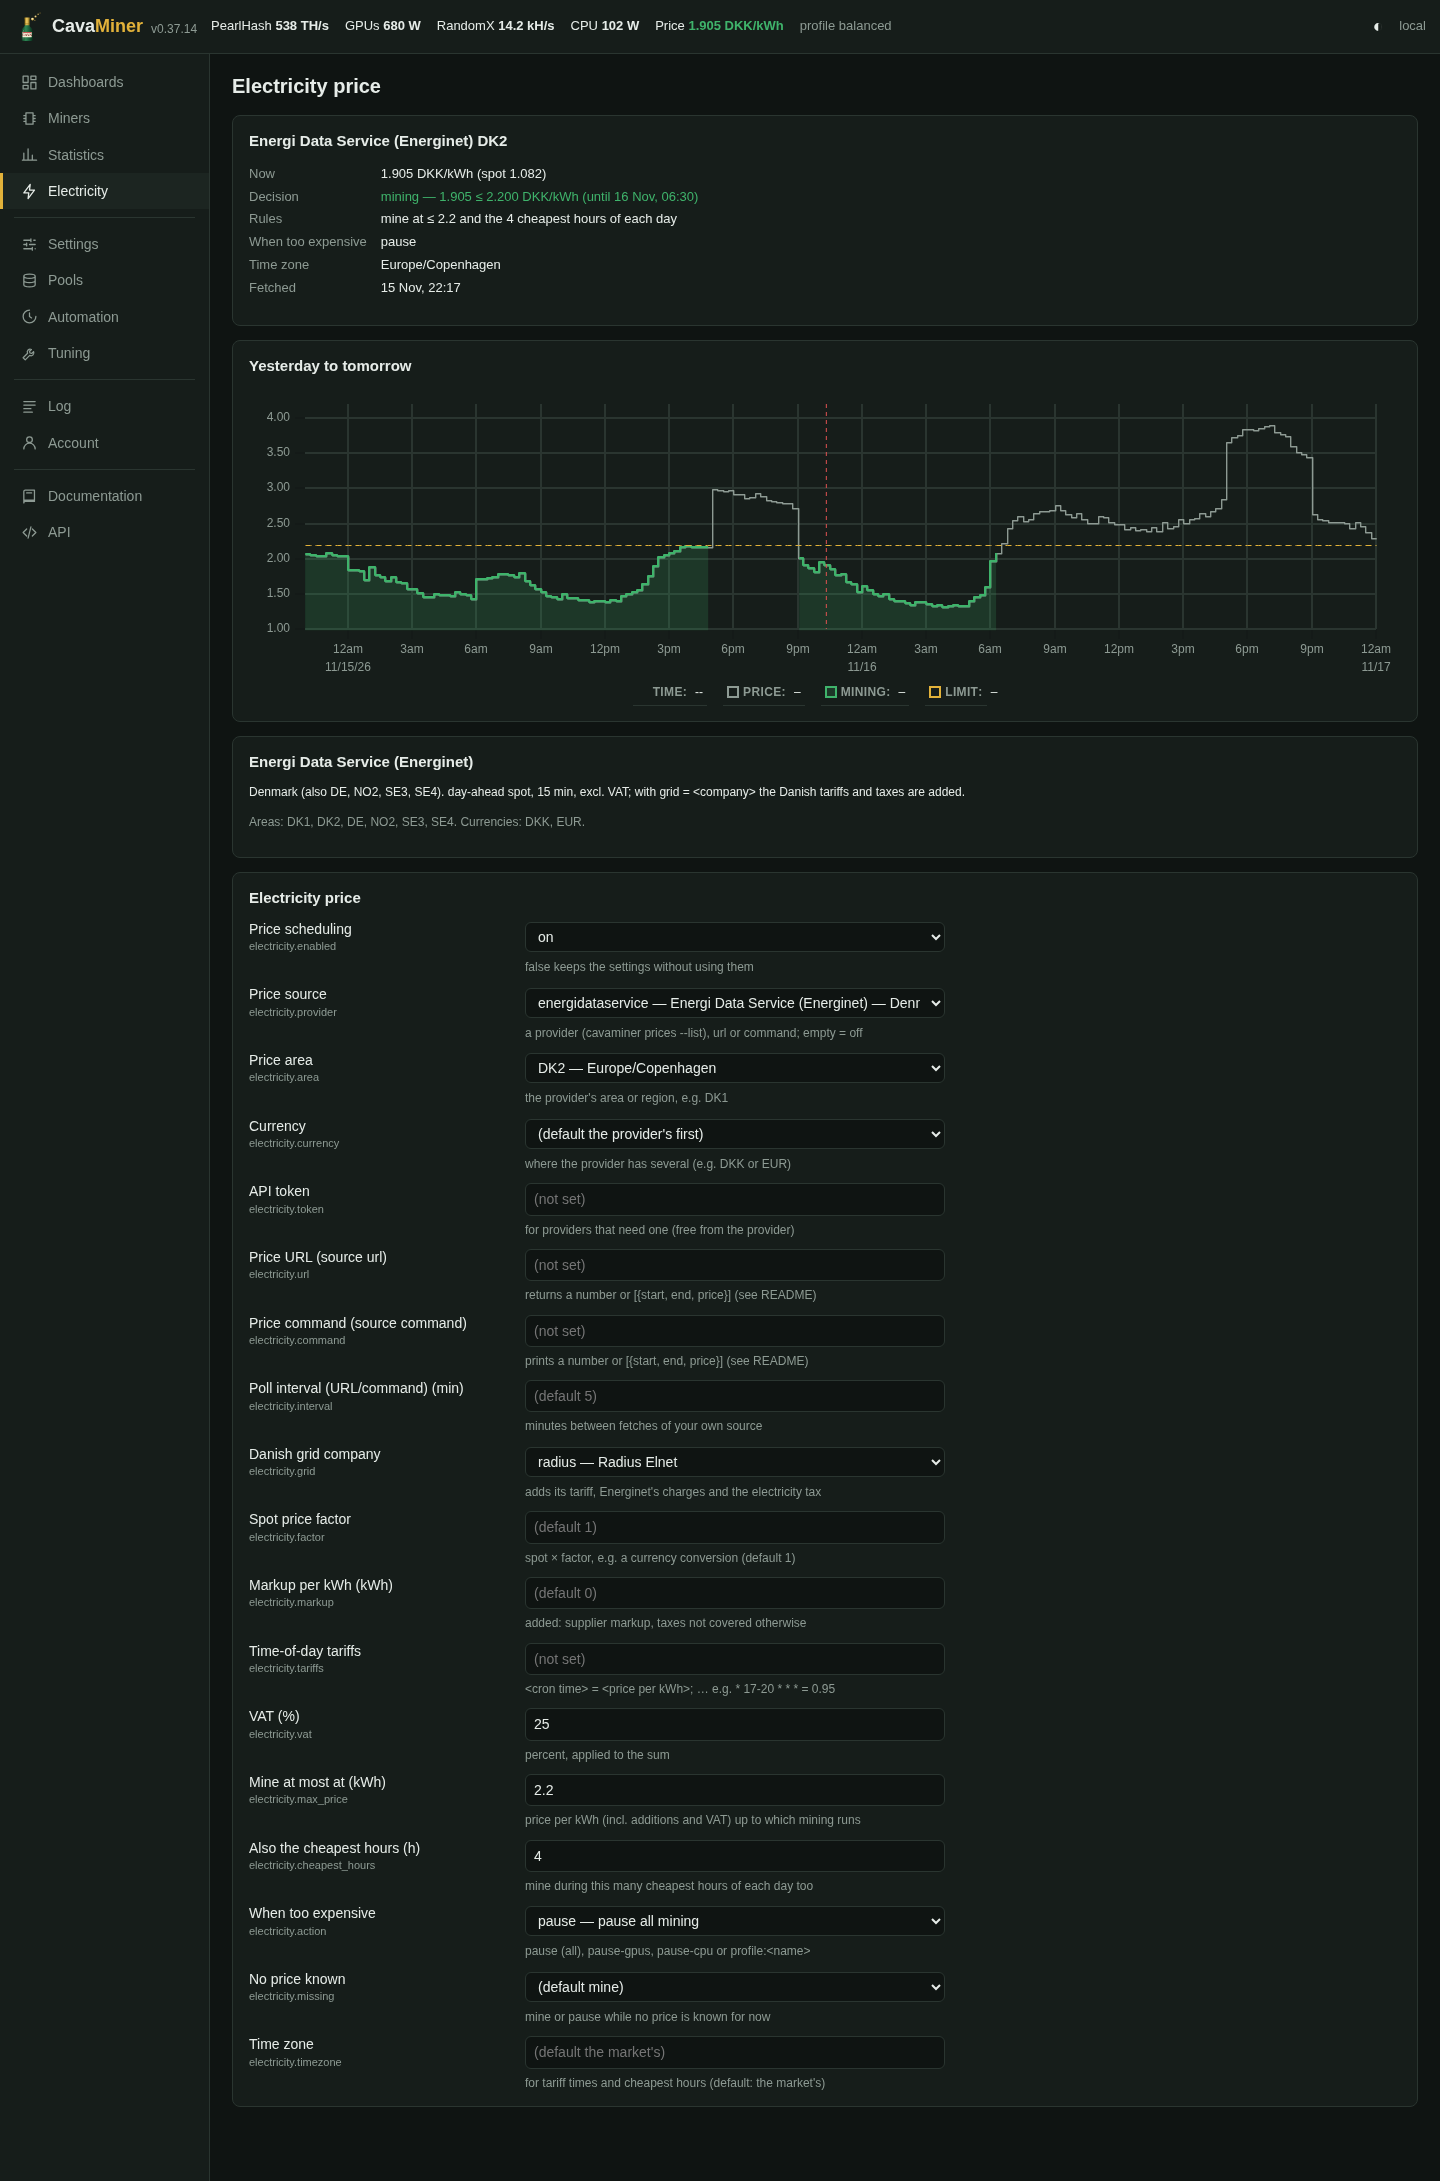 CavaMiner v0.37.14 PearlHash 538 TH/s GPUs 680 W RandomX 14.2 kH/s CPU 102 W Price 1.905 DKK/kWh profile balanced local
Dashboards
Miners
Statistics
Electricity
Settings
Pools
Automation
Tuning
Log
Account
Documentation
API
Electricity price
Energi Data Service (Energinet) DK2
Now 1.905 DKK/kWh (spot 1.082)
Decision mining — 1.905 ≤ 2.200 DKK/kWh (until 16 Nov, 06:30)
Rules mine at ≤ 2.2 and the 4 cheapest hours of each day
When too expensive pause
Time zone Europe/Copenhagen
Fetched 15 Nov, 22:17
Yesterday to tomorrow
4.00
3.50
3.00
2.50
2.00
1.50
1.00
12am 3am 6am 9am 12pm 3pm 6pm 9pm 12am 3am 6am 9am 12pm 3pm 6pm 9pm 12am
11/15/26 11/16 11/17
TIME: -- PRICE: – MINING: – LIMIT: –
Energi Data Service (Energinet)
Denmark (also DE, NO2, SE3, SE4). day-ahead spot, 15 min, excl. VAT; with grid = <company> the Danish tariffs and taxes are added.
Areas: DK1, DK2, DE, NO2, SE3, SE4. Currencies: DKK, EUR.
Electricity price
Price scheduling
electricity.enabled
on
false keeps the settings without using them
Price source
electricity.provider
energidataservice — Energi Data Service (Energinet) — Denr
a provider (cavaminer prices --list), url or command; empty = off
Price area
electricity.area
DK2 — Europe/Copenhagen
the provider's area or region, e.g. DK1
Currency
electricity.currency
(default the provider's first)
where the provider has several (e.g. DKK or EUR)
API token
electricity.token
(not set)
for providers that need one (free from the provider)
Price URL (source url)
electricity.url
(not set)
returns a number or [{start, end, price}] (see README)
Price command (source command)
electricity.command
(not set)
prints a number or [{start, end, price}] (see README)
Poll interval (URL/command) (min)
electricity.interval
(default 5)
minutes between fetches of your own source
Danish grid company
electricity.grid
radius — Radius Elnet
adds its tariff, Energinet's charges and the electricity tax
Spot price factor
electricity.factor
(default 1)
spot × factor, e.g. a currency conversion (default 1)
Markup per kWh (kWh)
electricity.markup
(default 0)
added: supplier markup, taxes not covered otherwise
Time-of-day tariffs
electricity.tariffs
(not set)
<cron time> = <price per kWh>; … e.g. * 17-20 * * * = 0.95
VAT (%)
electricity.vat
25
percent, applied to the sum
Mine at most at (kWh)
electricity.max_price
2.2
price per kWh (incl. additions and VAT) up to which mining runs
Also the cheapest hours (h)
electricity.cheapest_hours
4
mine during this many cheapest hours of each day too
When too expensive
electricity.action
pause — pause all mining
pause (all), pause-gpus, pause-cpu or profile:<name>
No price known
electricity.missing
(default mine)
mine or pause while no price is known for now
Time zone
electricity.timezone
(default the market's)
for tariff times and cheapest hours (default: the market's)